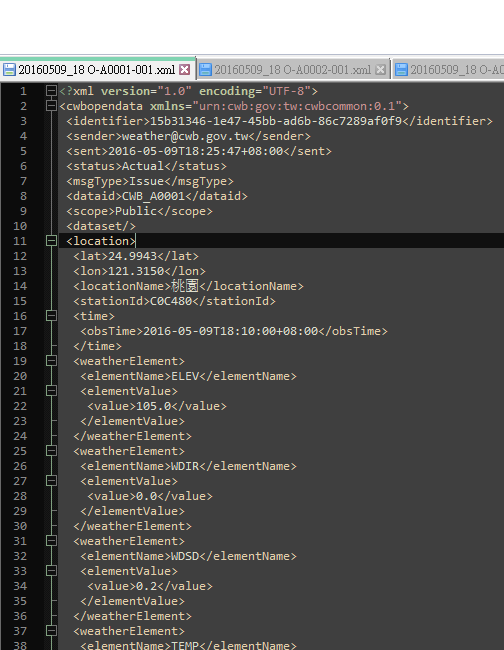 20160509_18 O-A0001-001.xml 20160509_18 O-A0002-001.xml 20160509_18 O-A0
1 <?xml version="1.0" encoding="UTF-8">
2 <cwbopendata xmlns="urn:cwb:gov:tw:cwbcommon:0.1">
3 <identifier>15b31346-1e47-45bb-ad6b-86c7289af0f9</identifier>
4 <sender>weather@cwb.gov.tw</sender>
5 <sent>2016-05-09T18:25:47+08:00</sent>
6 <status>Actual</status>
7 <msgType>Issue</msgType>
8 <dataid>CWB_A0001</dataid>
9 <scope>Public</scope>
10 <dataset/>
11 <location>
12 <lat>24.9943</lat>
13 <lon>121.3150</lon>
14 <locationName>桃園</locationName>
15 <stationId>C0C480</stationId>
16 <time>
17 <obsTime>2016-05-09T18:10:00+08:00</obsTime>
18 </time>
19 <weatherElement>
20 <elementName>ELEV</elementName>
21 <elementValue>
22 <value>105.0</value>
23 </elementValue>
24 </weatherElement>
25 <weatherElement>
26 <elementName>WDIR</elementName>
27 <elementValue>
28 <value>0.0</value>
29 </elementValue>
30 </weatherElement>
31 <weatherElement>
32 <elementName>WDSD</elementName>
33 <elementValue>
34 <value>0.2</value>
35 </elementValue>
36 </weatherElement>
37 <weatherElement>
38 <elementName>TEMP</elementName>